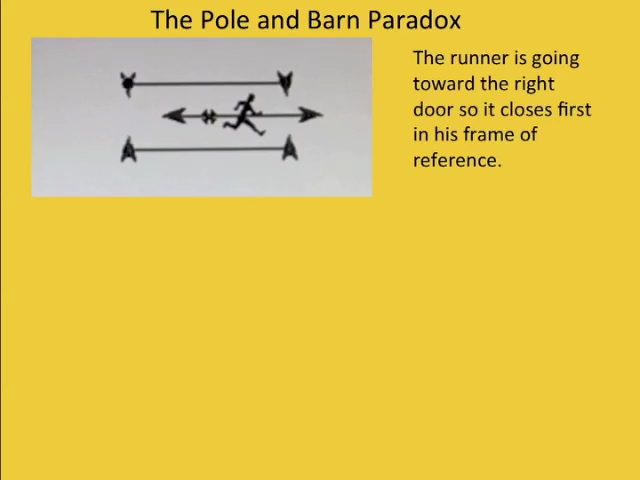 The Pole and Barn Paradox
The runner is going
toward the right
door so it closes first
in his frame of
reference.